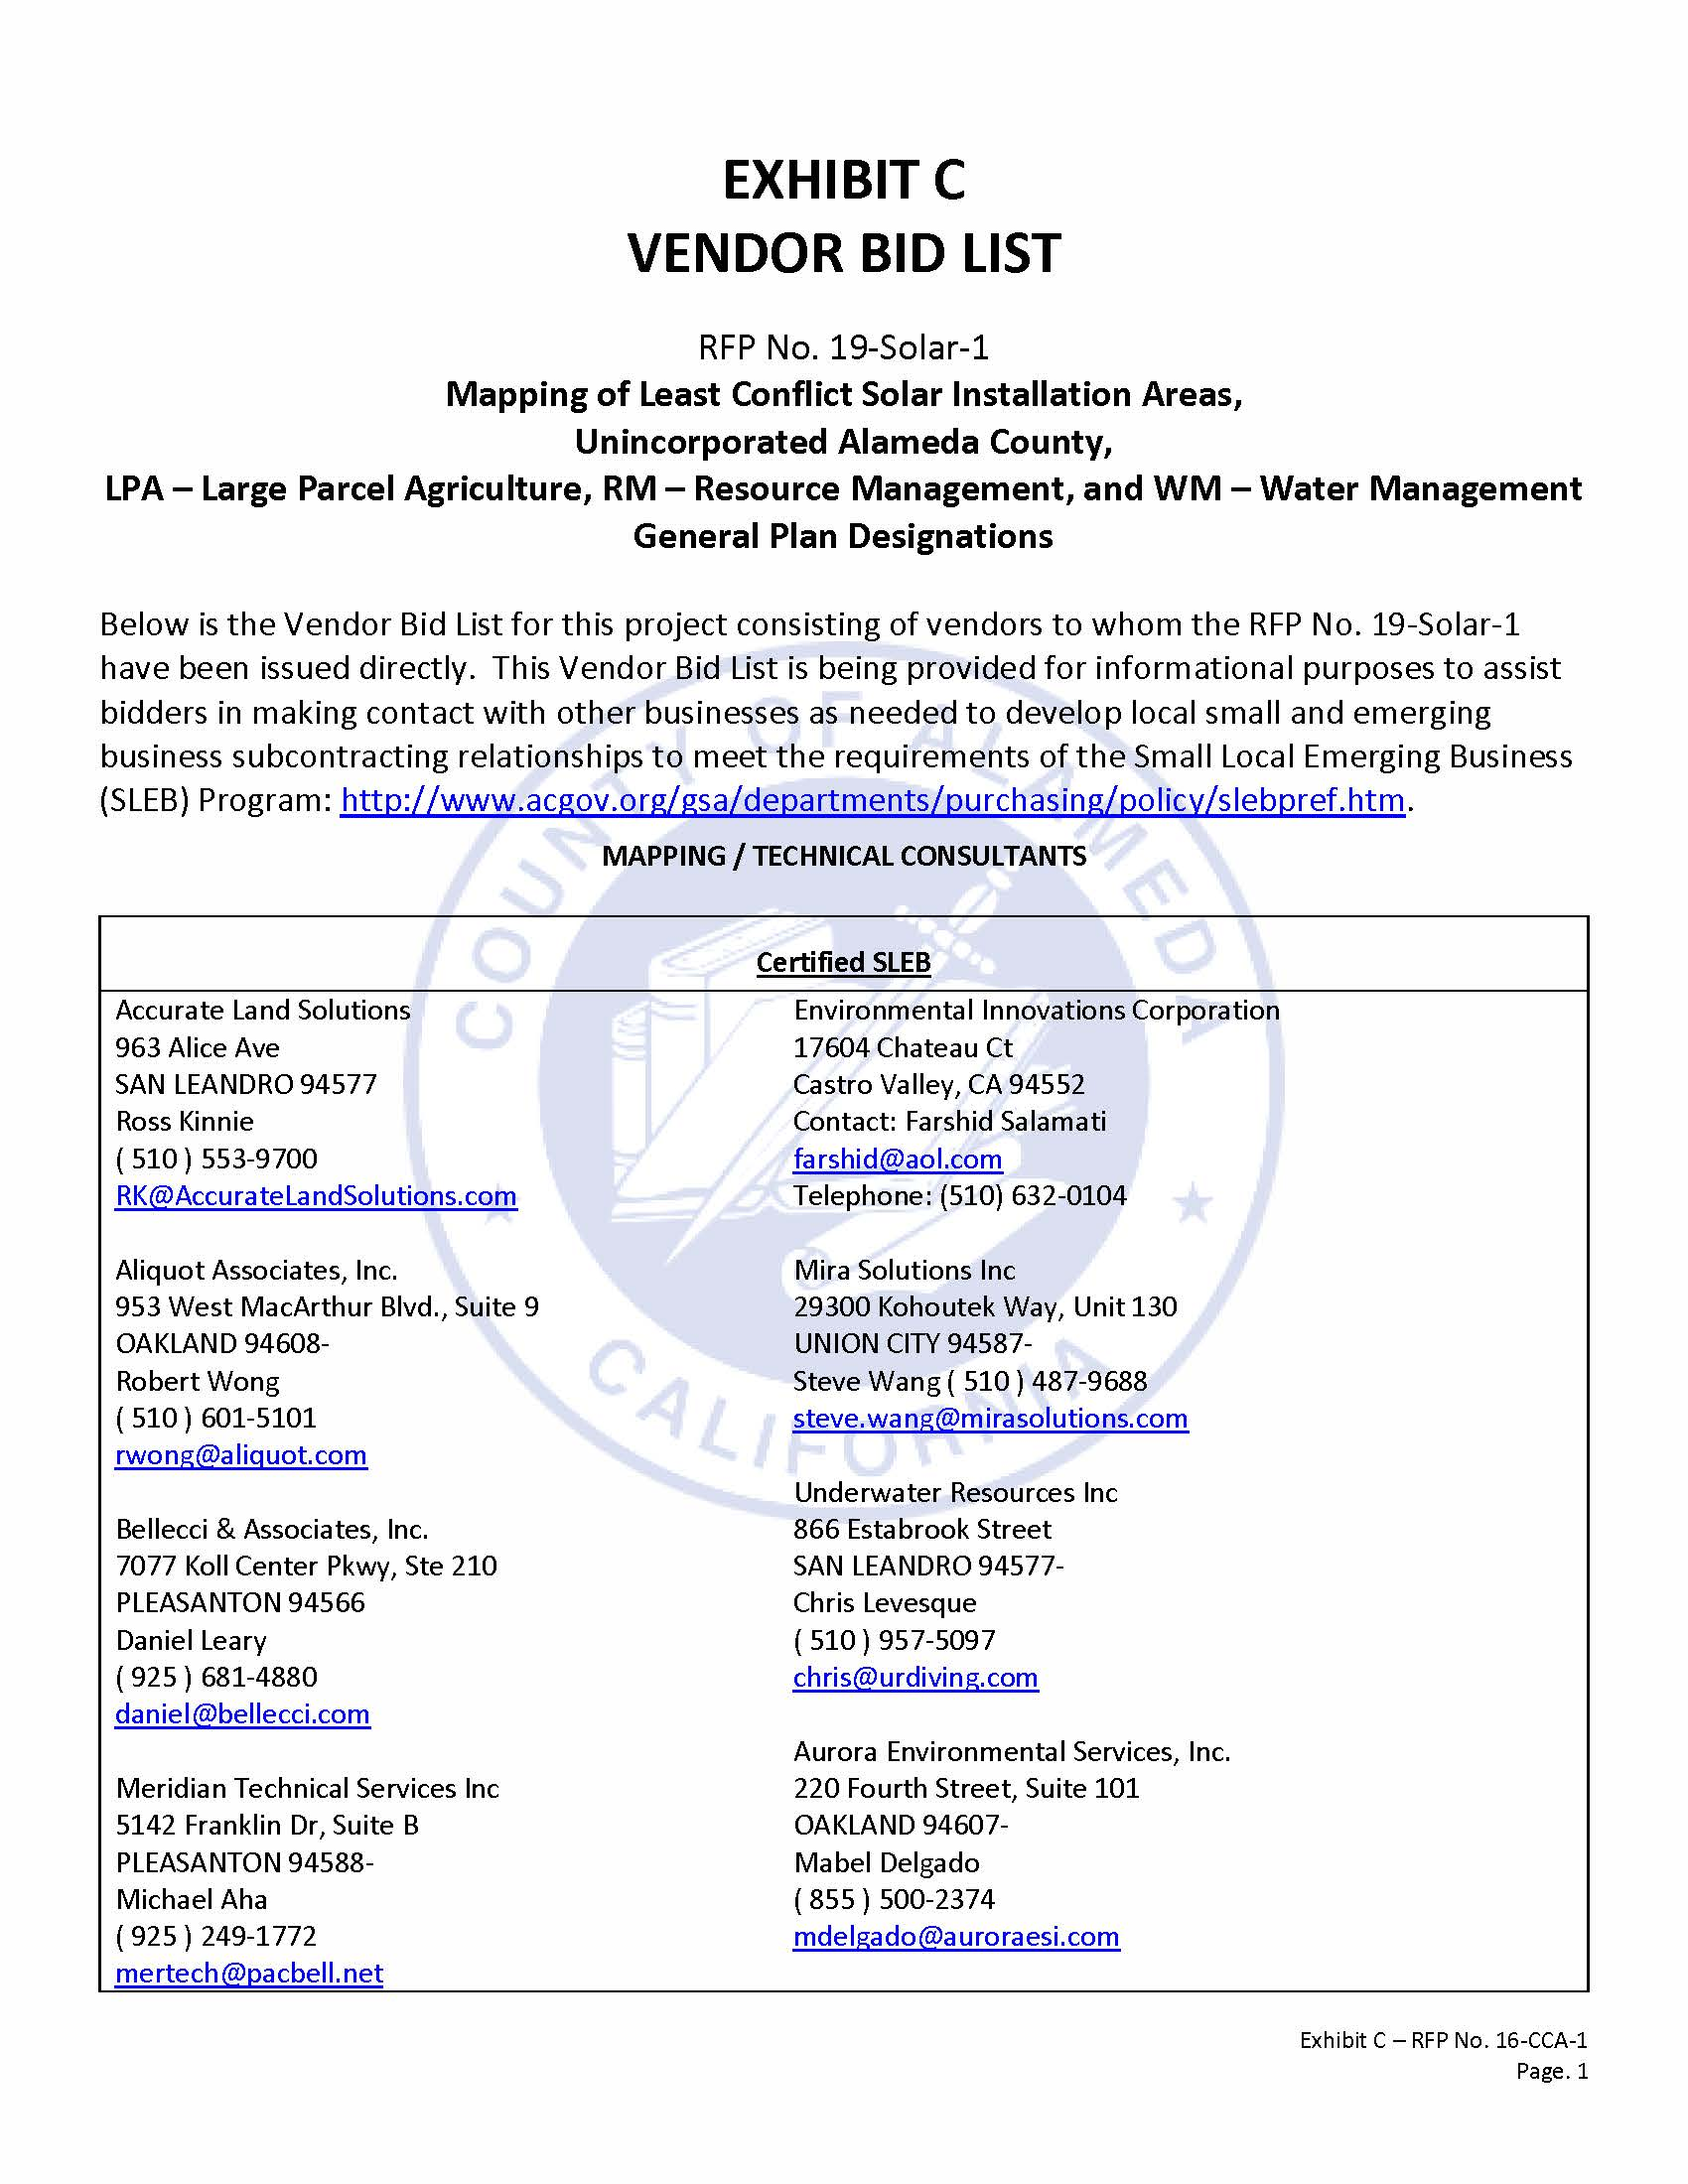 EXHIBIT C
VENDOR BID LIST
RFP No. 19-Solar-1
Mapping of Least Conflict Solar Installation Areas,
Unincorporated Alameda County,
LPA – Large Parcel Agriculture, RM – Resource Management, and WM – Water Management
General Plan Designations
Below is the Vendor Bid List for this project consisting of vendors to whom the RFP No. 19-Solar-1
have been issued directly.  This Vendor Bid List is being provided for informational purposes to assist
bidders in making contact with other businesses as needed to develop local small and emerging
business subcontracting relationships to meet the requirements of the Small Local Emerging Business
(SLEB) Program: http://www.acgov.org/gsa/departments/purchasing/policy/slebpref.htm.
MAPPING / TECHNICAL CONSULTANTS
COUNTY OF ALAMEDA
CALIFORNIA
Certified SLEB
Accurate Land Solutions
963 Alice Ave
SAN LEANDRO 94577
Ross Kinnie
( 510 ) 553-9700
RK@AccurateLandSolutions.com
Aliquot Associates, Inc.
953 West MacArthur Blvd., Suite 9
OAKLAND 94608-
Robert Wong
( 510 ) 601-5101
rwong@aliquot.com
Bellecci & Associates, Inc.
7077 Koll Center Pkwy, Ste 210
PLEASANTON 94566
Daniel Leary
( 925 ) 681-4880
daniel@bellecci.com
Meridian Technical Services Inc
5142 Franklin Dr, Suite B
PLEASANTON 94588-
Michael Aha
( 925 ) 249-1772
mertech@pacbell.net
Environmental Innovations Corporation
17604 Chateau Ct
Castro Valley, CA 94552
Contact: Farshid Salamati
farshid@aol.com
Telephone: (510) 632-0104
Mira Solutions Inc
29300 Kohoutek Way, Unit 130
UNION CITY 94587-
Steve Wang ( 510 ) 487-9688
steve.wang@mirasolutions.com
Underwater Resources Inc
866 Estabrook Street
SAN LEANDRO 94577-
Chris Levesque
( 510 ) 957-5097
chris@urdiving.com
Aurora Environmental Services, Inc.
220 Fourth Street, Suite 101
OAKLAND 94607-
Mabel Delgado
( 855 ) 500-2374
mdelgado@auroraesi.com
Exhibit C – RFP No. 16-CCA-1
Page. 1